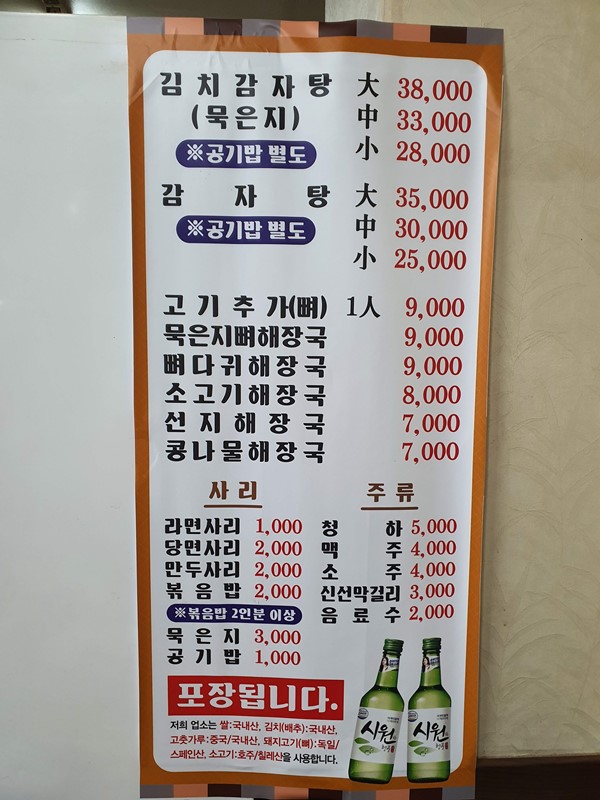 김치감자탕 大 38,000
(묵은지) 中 33,000
※공기밥 별도 小 28,000
감자탕 大 35,000
※공기밥 별도 中 30,000
小 25,000
고기추가(뼈) 1人 9,000
묵은지뼈해장국 9,000
뼈다귀해장국 9,000
소고기해장국 8,000
선지해장국 7,000
콩나물해장국 7,000
사리
라면사리 1,000
당면사리 2,000
만두사리 2,000
볶음밥 2,000
※볶음밥 2인분 이상
묵은지 3,000
공기밥 1,000
주류
청하 5,000
맥주 4,000
소주 4,000
신선막걸리 3,000
음료수 2,000
포장됩니다.
저희 업소는 쌀:국내산, 김치(배추):국내산,
고춧가루:중국/국내산, 돼지고기(뼈):독일/
스페인산, 소고기:호주/칠레산을 사용합니다.
시원
시원